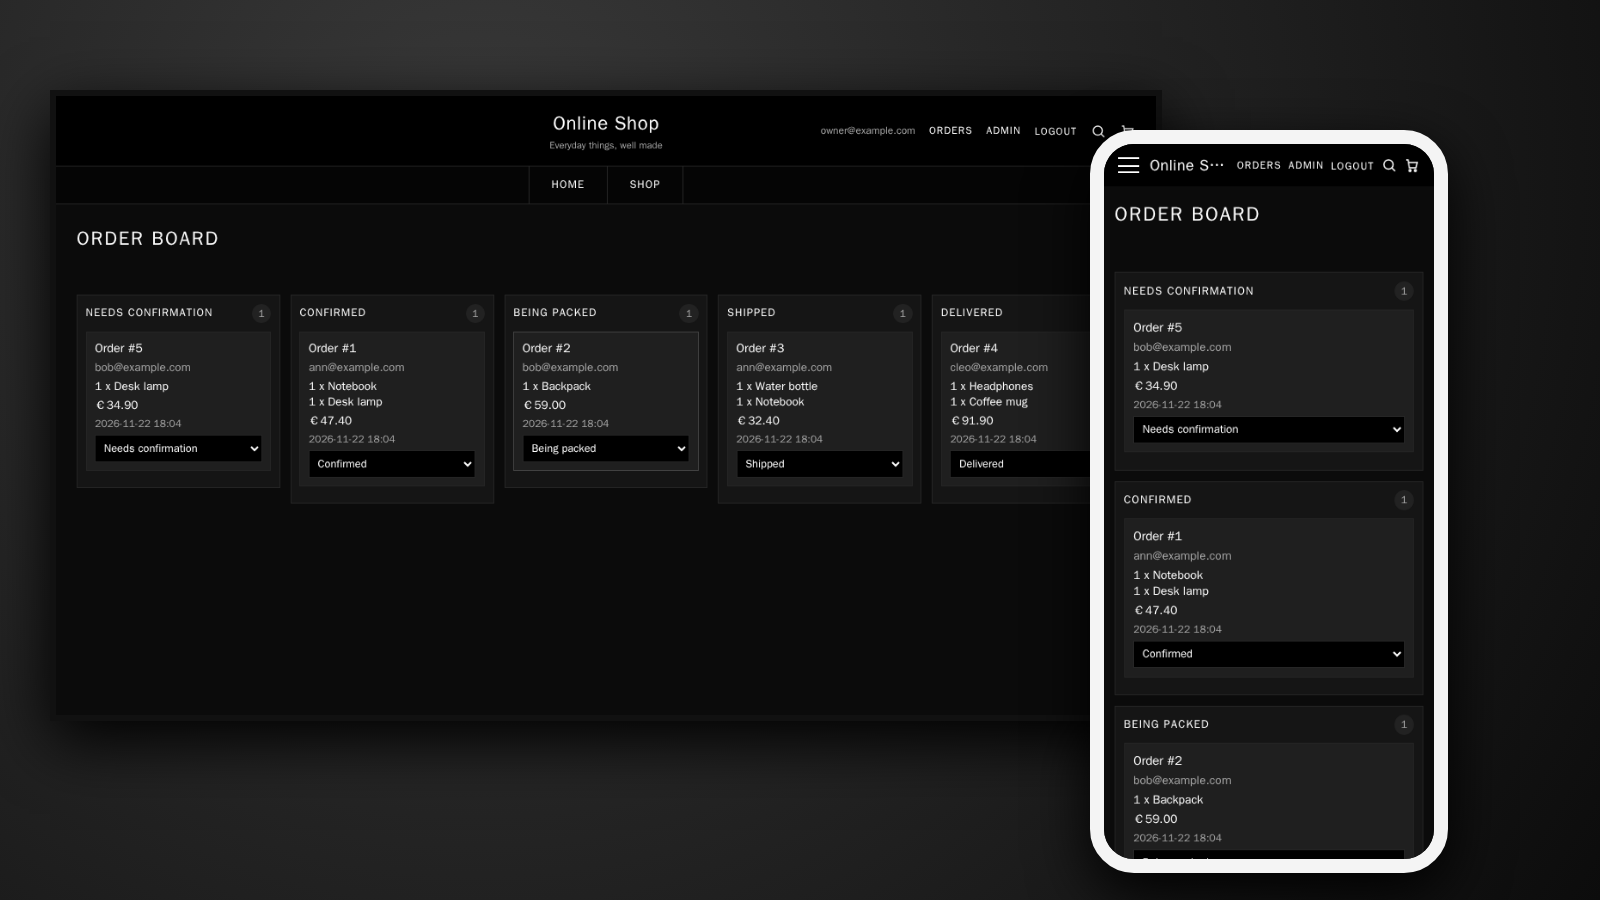 Online Shop
Everyday things, well made
owner@example.com ORDERS ADMIN LOGOUT
HOME SHOP
ORDER BOARD
NEEDS CONFIRMATION 1
Order #5
bob@example.com
1 x Desk lamp
€ 34.90
2026-11-22 18:04
Needs confirmation
CONFIRMED 1
Order #1
ann@example.com
1 x Notebook
1 x Desk lamp
€ 47.40
2026-11-22 18:04
Confirmed
BEING PACKED 1
Order #2
bob@example.com
1 x Backpack
€ 59.00
2026-11-22 18:04
Being packed
SHIPPED 1
Order #3
ann@example.com
1 x Water bottle
1 x Notebook
€ 32.40
2026-11-22 18:04
Shipped
DELIVERED
Order #4
cleo@example.com
1 x Headphones
1 x Coffee mug
€ 91.90
2026-11-22 18:04
Delivered
Online S··· ORDERS ADMIN LOGOUT
ORDER BOARD
NEEDS CONFIRMATION 1
Order #5
bob@example.com
1 x Desk lamp
€ 34.90
2026-11-22 18:04
Needs confirmation
CONFIRMED 1
Order #1
ann@example.com
1 x Notebook
1 x Desk lamp
€ 47.40
2026-11-22 18:04
Confirmed
BEING PACKED 1
Order #2
bob@example.com
1 x Backpack
€ 59.00
2026-11-22 18:04